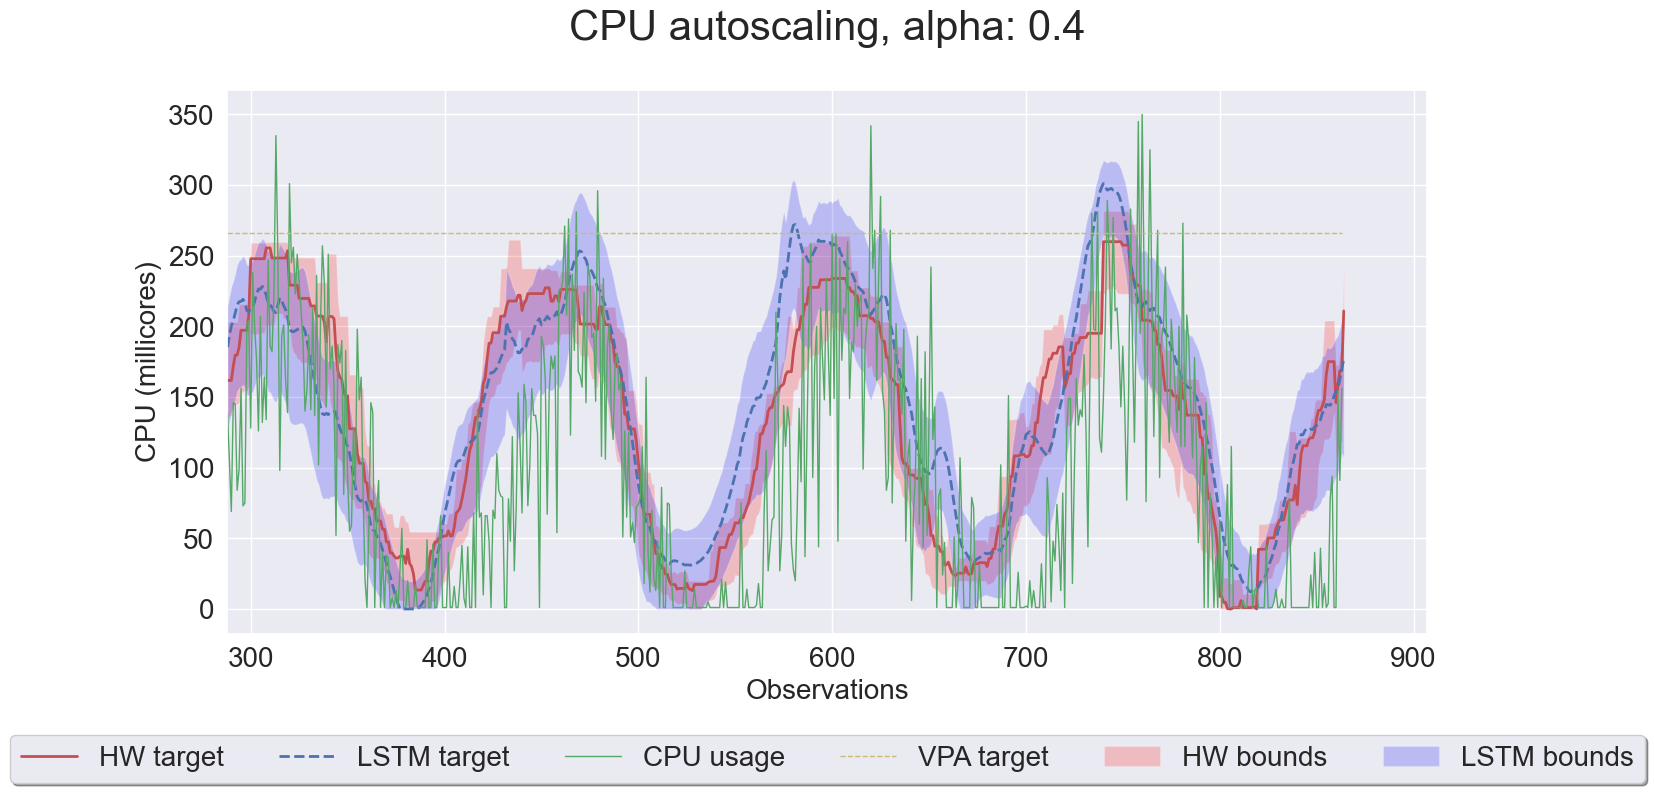 CPU autoscaling, alpha: 0.4
350
300
250
200
150
100
50
0
CPU (millicores)
300 400 500 600 700 800 900
Observations
HW target LSTM target CPU usage VPA target HW bounds LSTM bounds